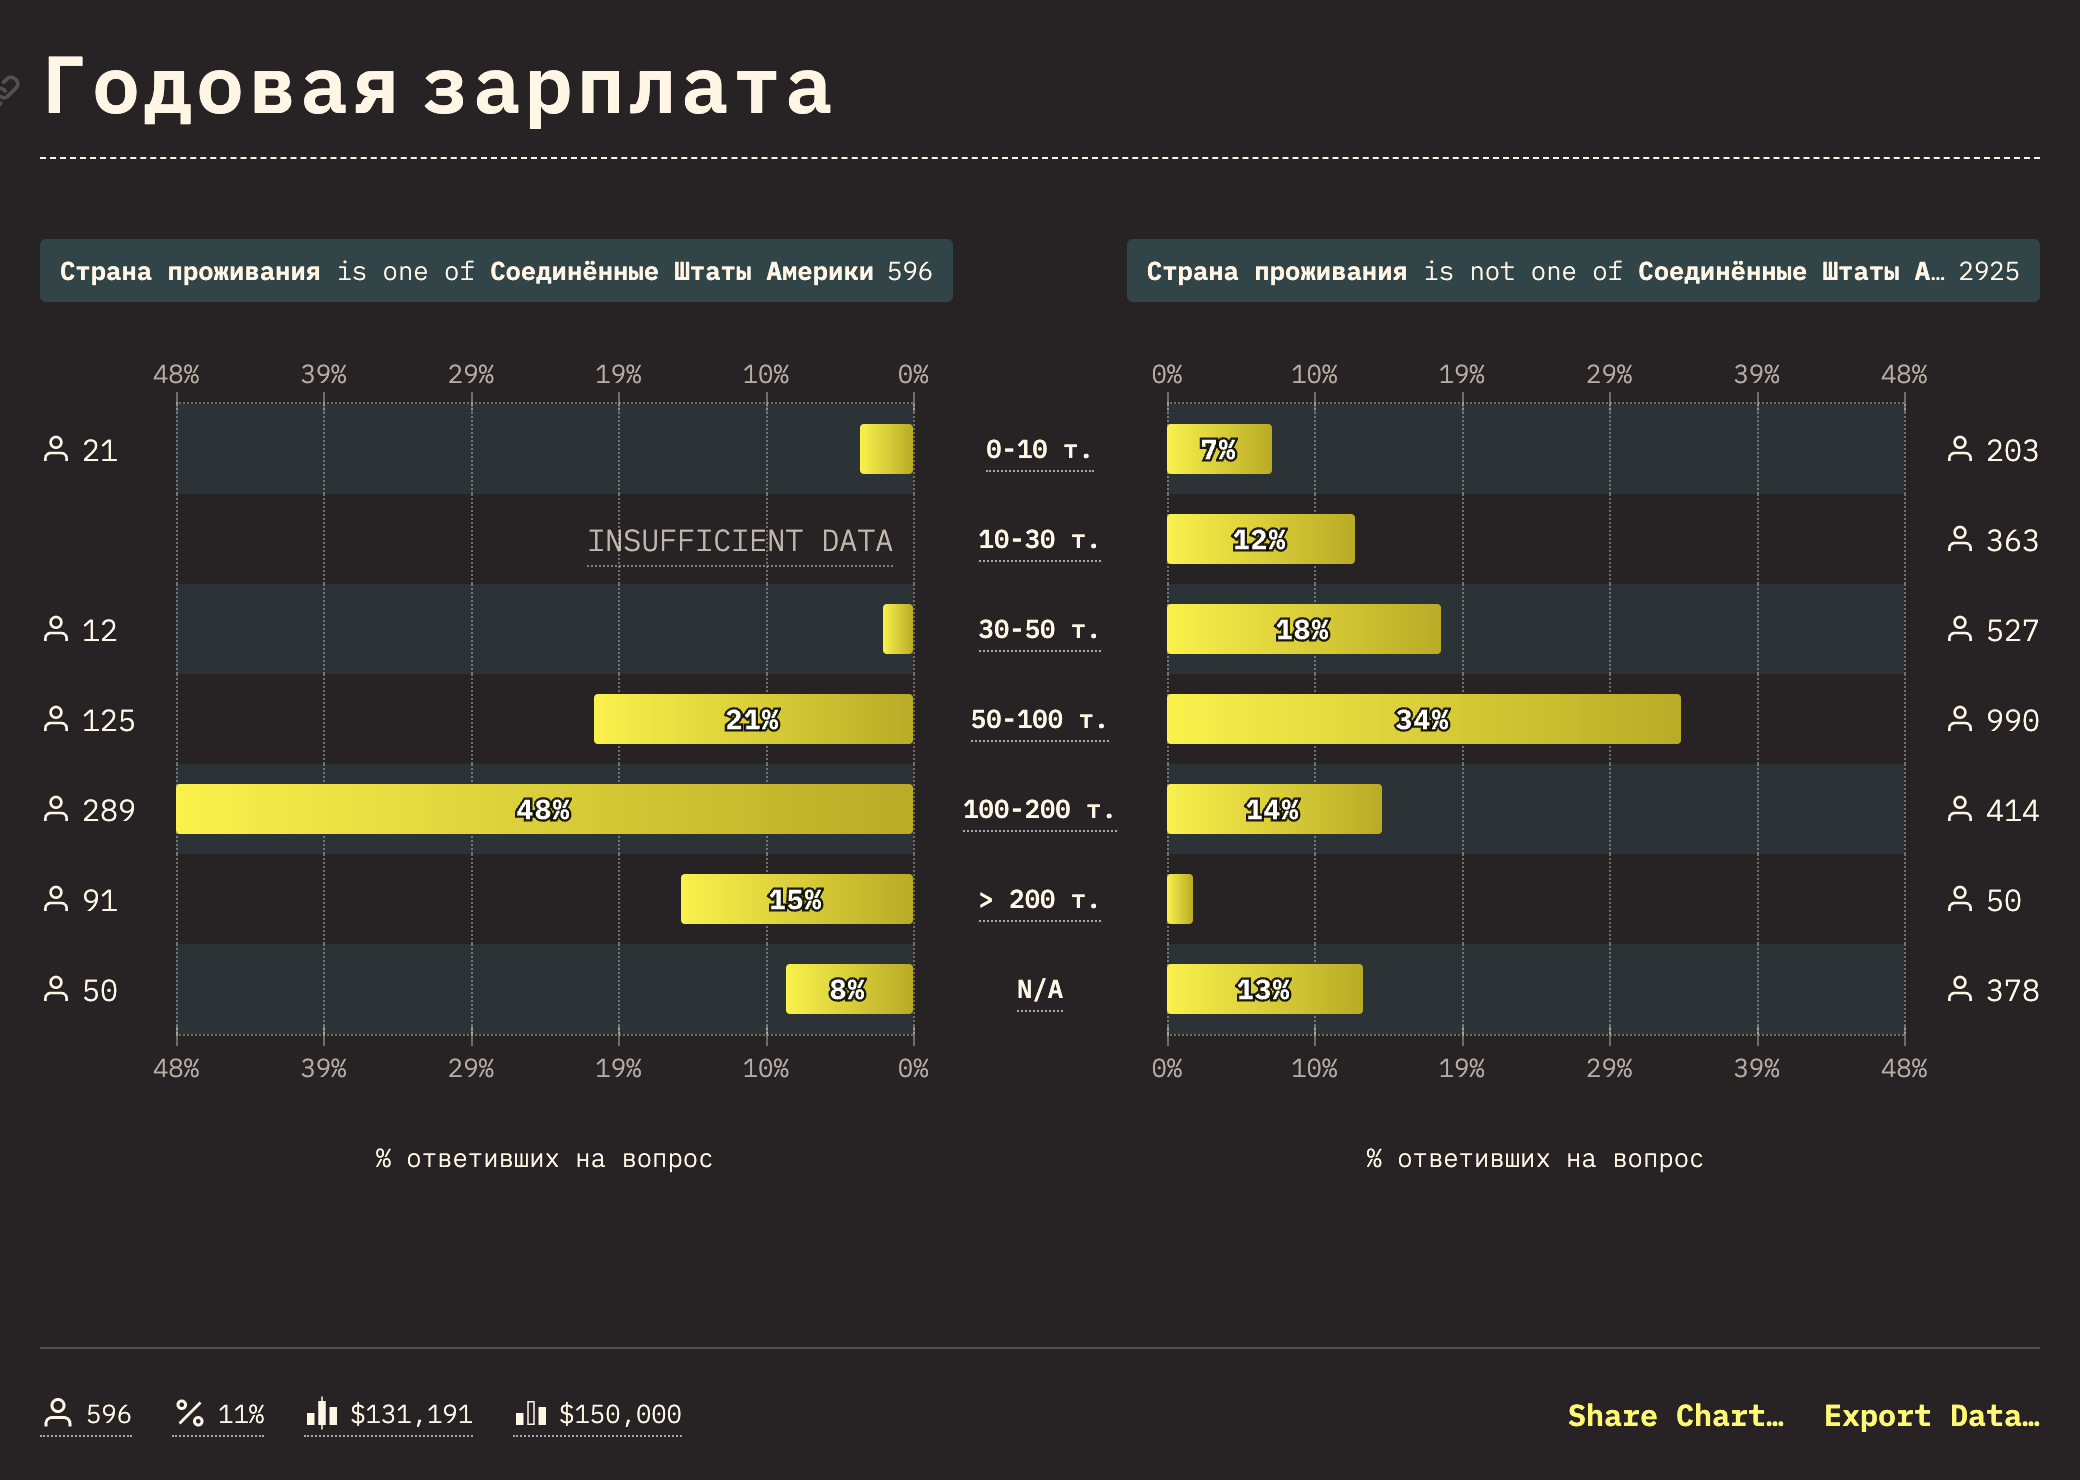 Годовая зарплата
Страна проживания is one of Соединённые Штаты Америки 596
Страна проживания is not one of Соединённые Штаты А… 2925
48% 39% 29% 19% 10% 0%
0% 10% 19% 29% 39% 48%
21 0-10 т. 7% 203
INSUFFICIENT DATA 10-30 т. 12% 363
12 30-50 т. 18% 527
125 21% 50-100 т. 34% 990
289 48% 100-200 т. 14% 414
91 15% > 200 т. 50
50 8% N/A 13% 378
48% 39% 29% 19% 10% 0%
0% 10% 19% 29% 39% 48%
% ответивших на вопрос
% ответивших на вопрос
596 11% $131,191 $150,000
Share Chart… Export Data…